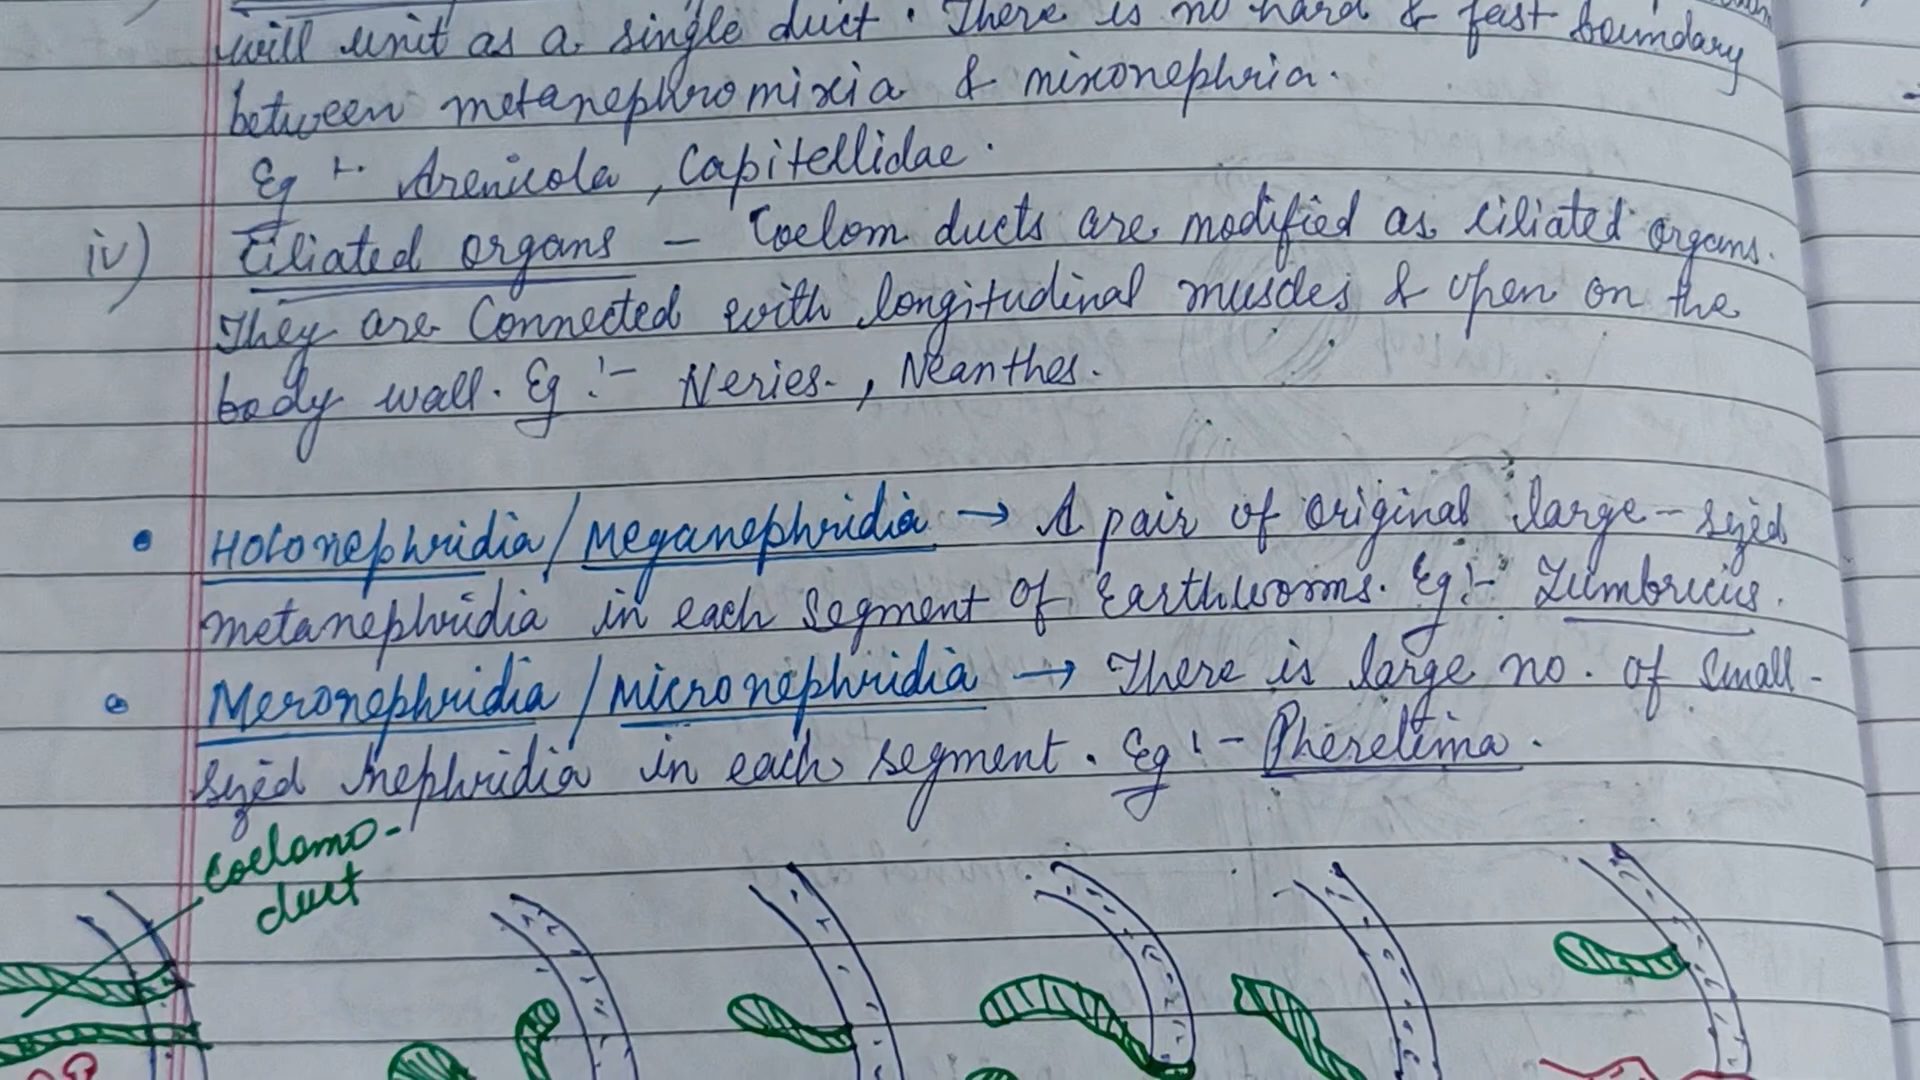 will unit as a single duct. There is no hard & fast boundary
between metanephromixia & mixonephria.
Eg :- Arenicola, Capitellidae.
iv) Ciliated organs - Coelom ducts are modified as ciliated organs.
They are Connected with longitudinal muscles & open on the
body wall. Eg :- Neries., Neanthes.
• Holonephridia/Meganephridia → A pair of original large-sized
metanephridia in each segment of Earthworms. Eg:- Lumbricus.
• Meronephridia/micronephridia → There is large no. of small-
sized nephridia in each segment. Eg :- Pheretima.
coelomo-
duct